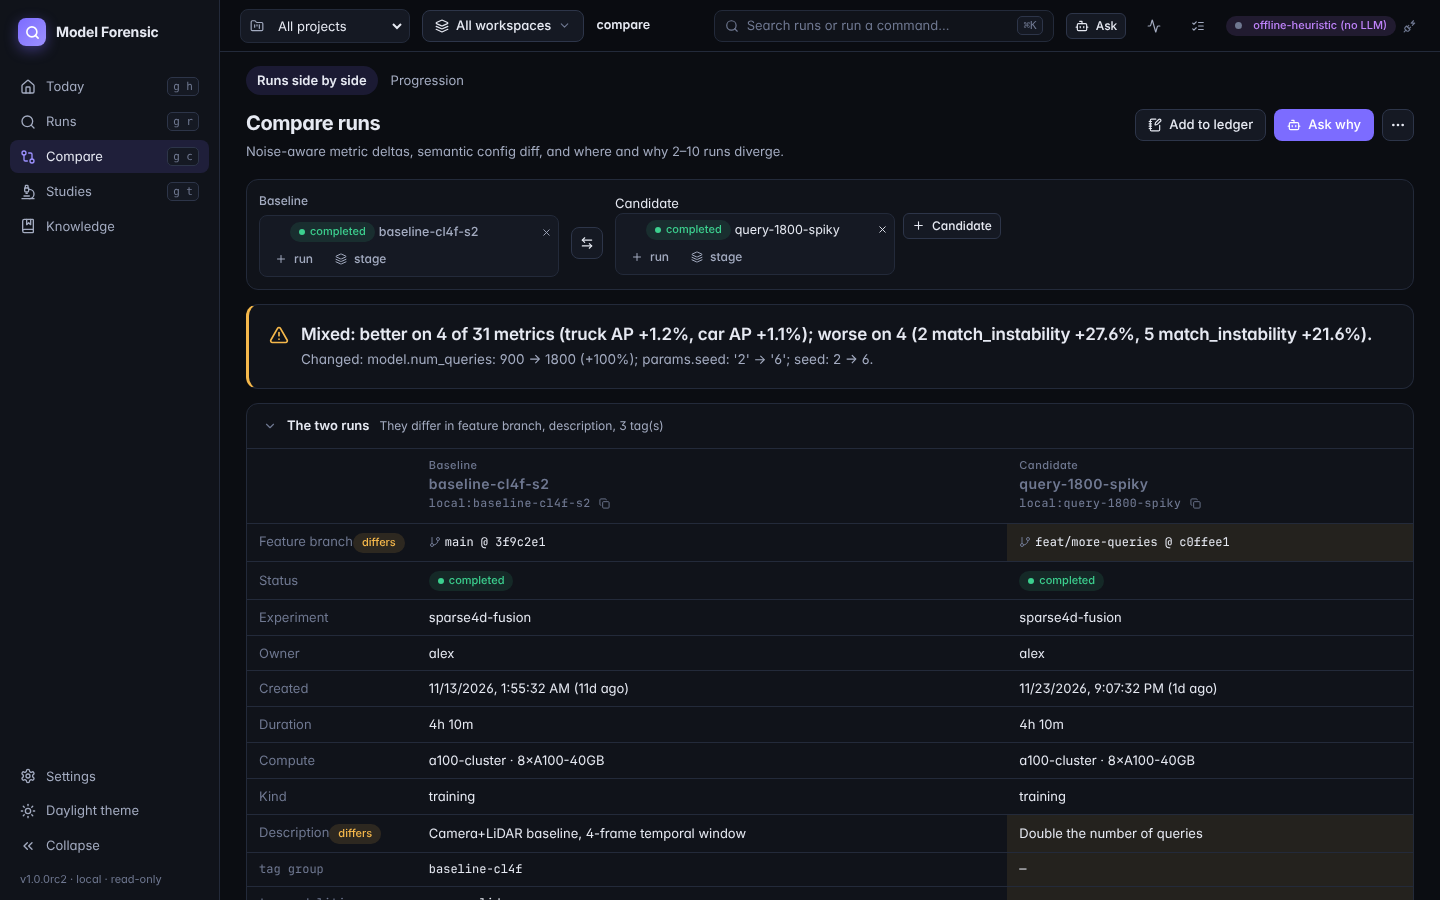 Model Forensic
Today
g h
Runs
g r
Compare
g c
Studies
g t
Knowledge
Settings
Daylight theme
Collapse
v1.0.0rc2 · local · read-only
All projects
All workspaces
compare
Search runs or run a command...
⌘K
Ask
offline-heuristic (no LLM)
Runs side by side
Progression
Compare runs
Noise-aware metric deltas, semantic config diff, and where and why 2–10 runs diverge.
Add to ledger
Ask why
Baseline
completed baseline-cl4f-s2
+ run
stage
Candidate
completed query-1800-spiky
+ run
stage
+ Candidate
Mixed: better on 4 of 31 metrics (truck AP +1.2%, car AP +1.1%); worse on 4 (2 match_instability +27.6%, 5 match_instability +21.6%).
Changed: model.num_queries: 900 → 1800 (+100%); params.seed: '2' → '6'; seed: 2 → 6.
The two runs They differ in feature branch, description, 3 tag(s)
Baseline
baseline-cl4f-s2
local:baseline-cl4f-s2
Candidate
query-1800-spiky
local:query-1800-spiky
Feature branch differs main @ 3f9c2e1 feat/more-queries @ c0ffee1
Status completed completed
Experiment sparse4d-fusion sparse4d-fusion
Owner alex alex
Created 11/13/2026, 1:55:32 AM (11d ago) 11/23/2026, 9:07:32 PM (1d ago)
Duration 4h 10m 4h 10m
Compute a100-cluster · 8×A100-40GB a100-cluster · 8×A100-40GB
Kind training training
Description differs Camera+LiDAR baseline, 4-frame temporal window Double the number of queries
tag group baseline-cl4f —